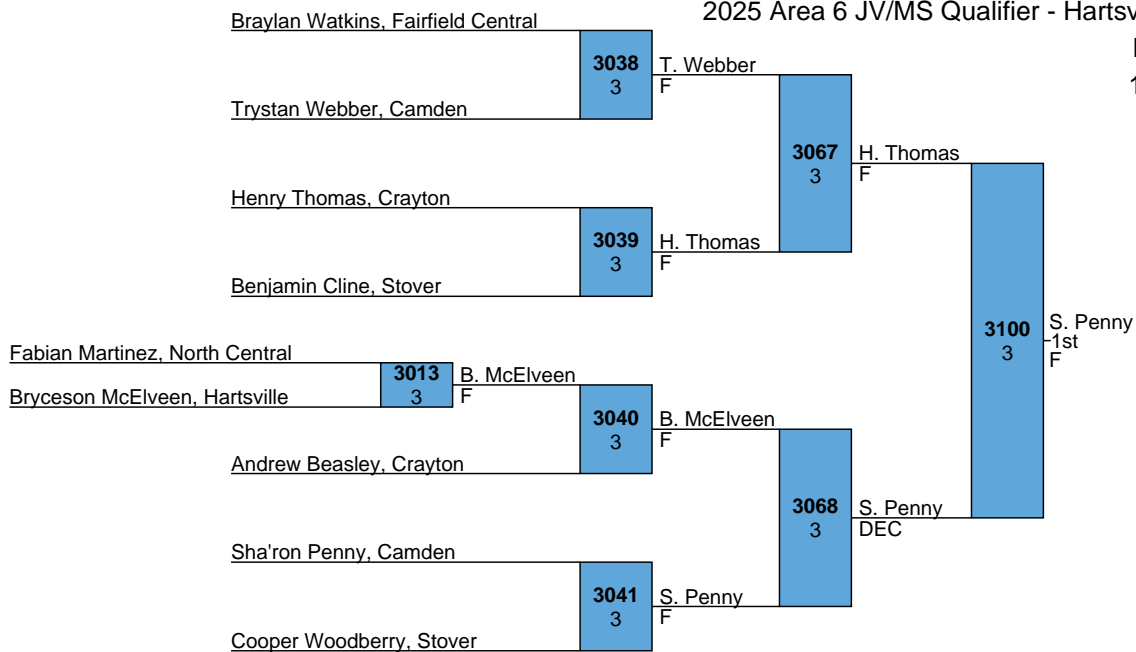 2025 Area 6 JV/MS Qualifier - Hartsv
Braylan Watkins, Fairfield Central
3038
3
T. Webber
F
Trystan Webber, Camden
3067
3
H. Thomas
F
Henry Thomas, Crayton
3039
3
H. Thomas
F
Benjamin Cline, Stover
3100
3
S. Penny
1st
F
Fabian Martinez, North Central
3013
3
B. McElveen
F
Bryceson McElveen, Hartsville
3040
3
B. McElveen
F
Andrew Beasley, Crayton
3068
3
S. Penny
DEC
Sha'ron Penny, Camden
3041
3
S. Penny
F
Cooper Woodberry, Stover